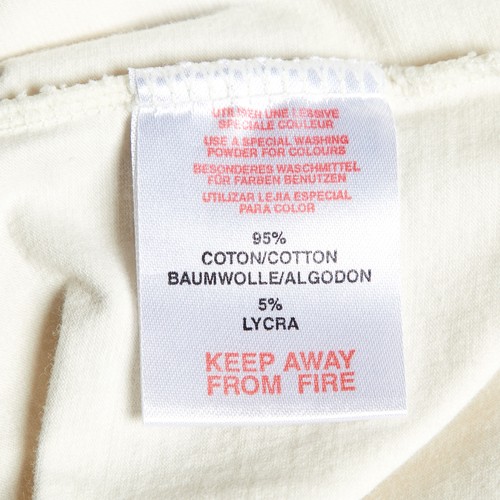 UTILISER UNE LESSIVE
SPECIALE COULEUR
USE A SPECIAL WASHING
POWDER FOR COLOURS
BESONDERES WASCHMITTEL
FÜR FARBEN BENUTZEN
UTILIZAR LEJIA ESPECIAL
PARA COLOR
95%
COTON/COTTON
BAUMWOLLE/ALGODON
5%
LYCRA
KEEP AWAY
FROM FIRE